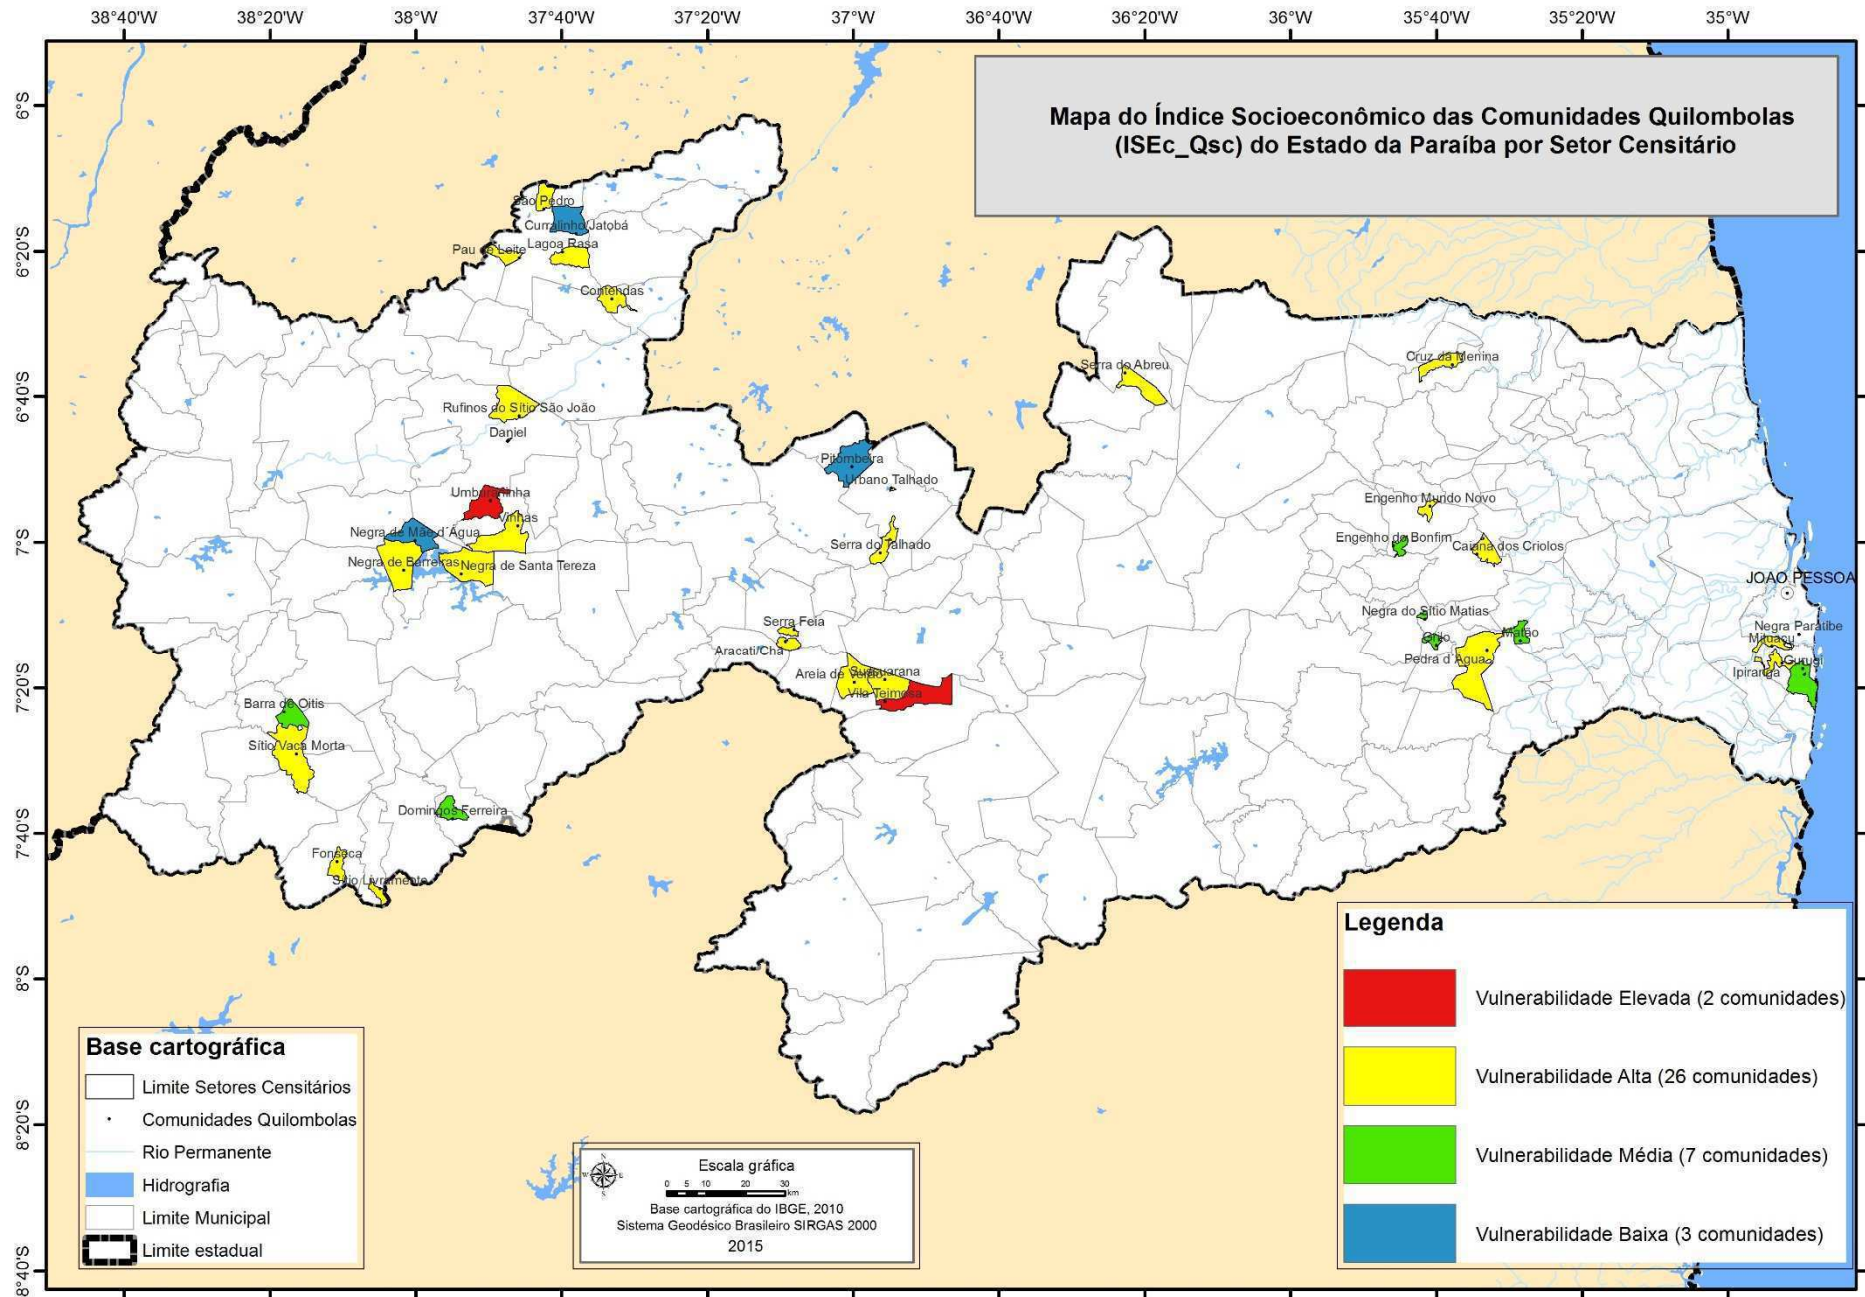 38°40'W 38°20'W 38°W 37°40'W 37°20'W 37°W 36°40'W 36°20'W 36°W 35°40'W 35°20'W 35°W
Mapa do Índice Socioeconômico das Comunidades Quilombolas
(ISEc_Qsc) do Estado da Paraíba por Setor Censitário
6°S
6°20'S
6°40'S
7°S
7°20'S
7°40'S
8°S
8°20'S
8°40'S
São Pedro
Curralinho/Jatobá
Lagoa Rasa
Pau de Leite
Contendas
Serra do Abreu
Cruz da Menina
Rufinos do Sítio São João
Daniel
Pitombeira
Urbano Talhado
Umburaninha
Vinhas
Engenho Mundo Novo
Negra de Mãe d´Água
Engenho do Bonfim
Caiana dos Criolos
Serra do Talhado
Negra de Barreiras
Negra de Santa Tereza
JOAO PESSOA
Negra do Sítio Matias
Serra Feia
Negra Paratibe
Mituaçu
Grilo
Matão
Aracati/Chã
Pedra d´Água
Gurugi
Ipiranga
Areia de Verão
Sussuarana
Vila Teimosa
Barra de Oitis
Sítio Vaca Morta
Domingos Ferreira
Fonseca
Sítio Livramento
Legenda
Vulnerabilidade Elevada (2 comunidades)
Vulnerabilidade Alta (26 comunidades)
Vulnerabilidade Média (7 comunidades)
Vulnerabilidade Baixa (3 comunidades)
Base cartográfica
Limite Setores Censitários
Comunidades Quilombolas
Rio Permanente
Hidrografia
Limite Municipal
Limite estadual
N
W E
S
Escala gráfica
0 5 10 20 30
km
Base cartográfica do IBGE, 2010
Sistema Geodésico Brasileiro SIRGAS 2000
2015